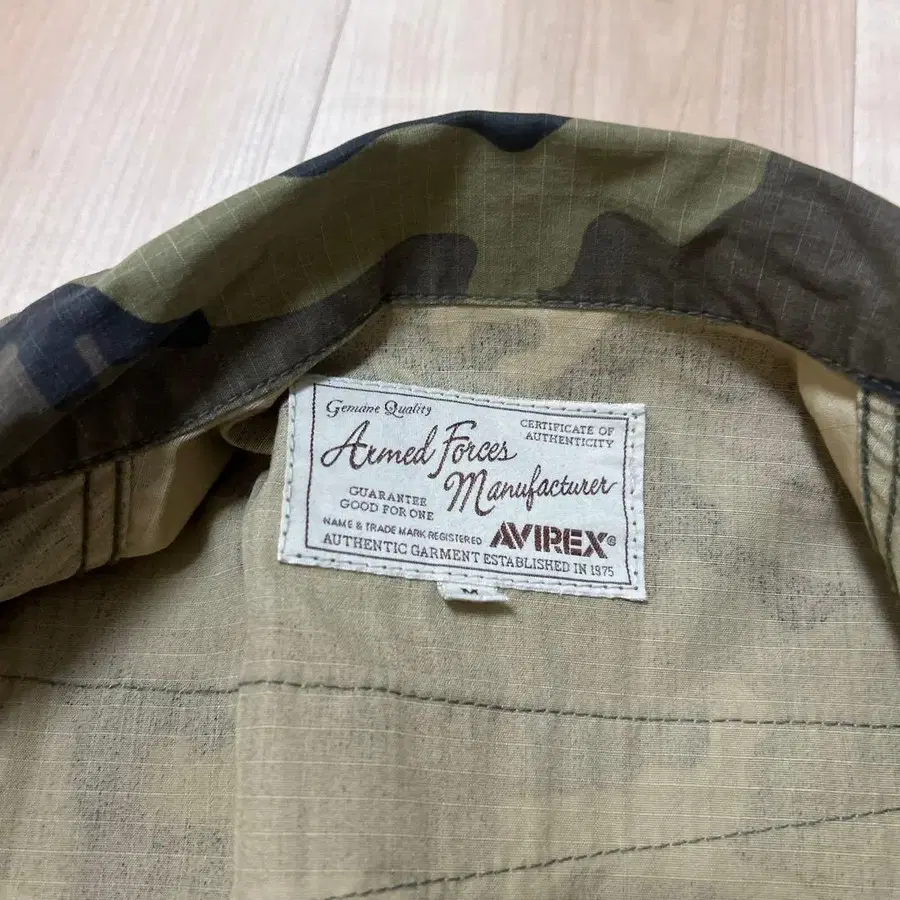 Genuine Quality
CERTIFICATE OF
AUTHENTICITY
Armed Forces
Manufacturer
GUARANTEE
GOOD FOR ONE
NAME & TRADE MARK REGISTERED
AVIREX®
AUTHENTIC GARMENT ESTABLISHED IN 1975
M